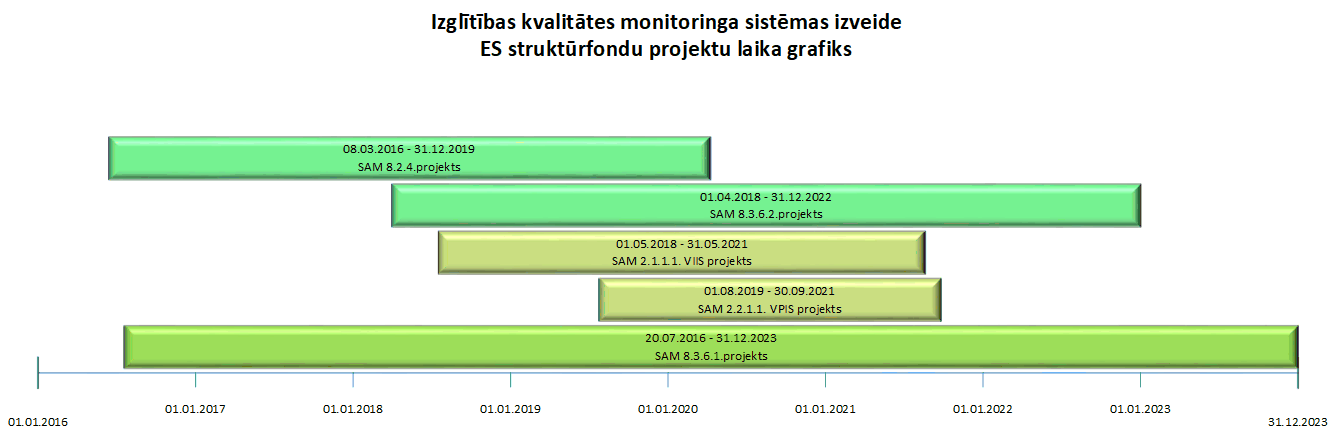 Izglītības kvalitātes monitoringa sistēmas izveide
ES struktūrfondu projektu laika grafiks
08.03.2016 - 31.12.2019
SAM 8.2.4.projekts
01.04.2018 - 31.12.2022
SAM 8.3.6.2.projekts
01.05.2018 - 31.05.2021
SAM 2.1.1.1. VIIS projekts
01.08.2019 - 30.09.2021
SAM 2.2.1.1. VPIS projekts
20.07.2016 - 31.12.2023
SAM 8.3.6.1.projekts
01.01.2017 01.01.2018 01.01.2019 01.01.2020 01.01.2021 01.01.2022 01.01.2023
01.01.2016 31.12.2023